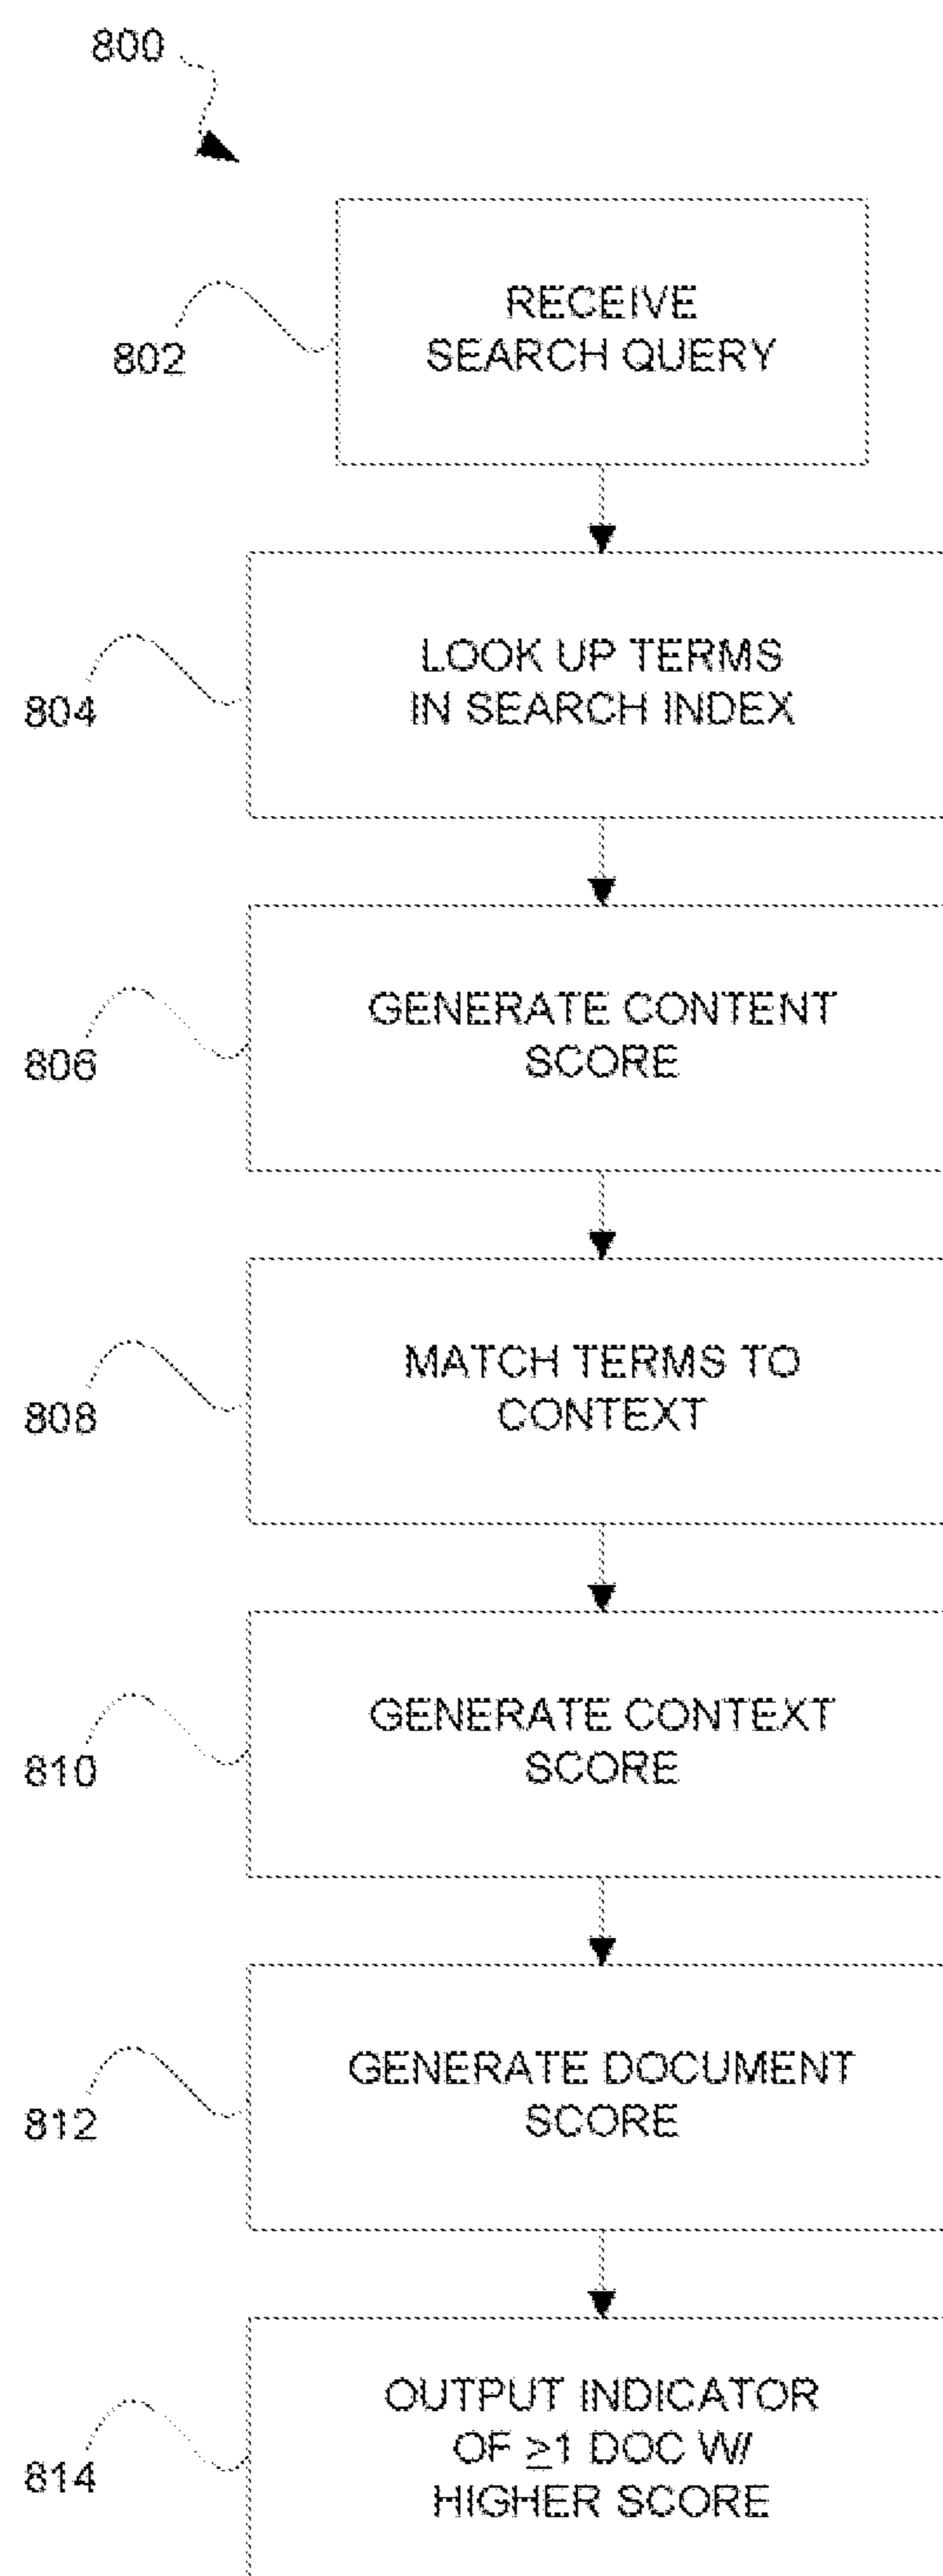 800
RECEIVE
SEARCH QUERY
802
LOOK UP TERMS
IN SEARCH INDEX
804
GENERATE CONTENT
SCORE
806
MATCH TERMS TO
CONTEXT
808
GENERATE CONTEXT
SCORE
810
GENERATE DOCUMENT
SCORE
812
OUTPUT INDICATOR
OF ≥1 DOC W/
HIGHER SCORE
814